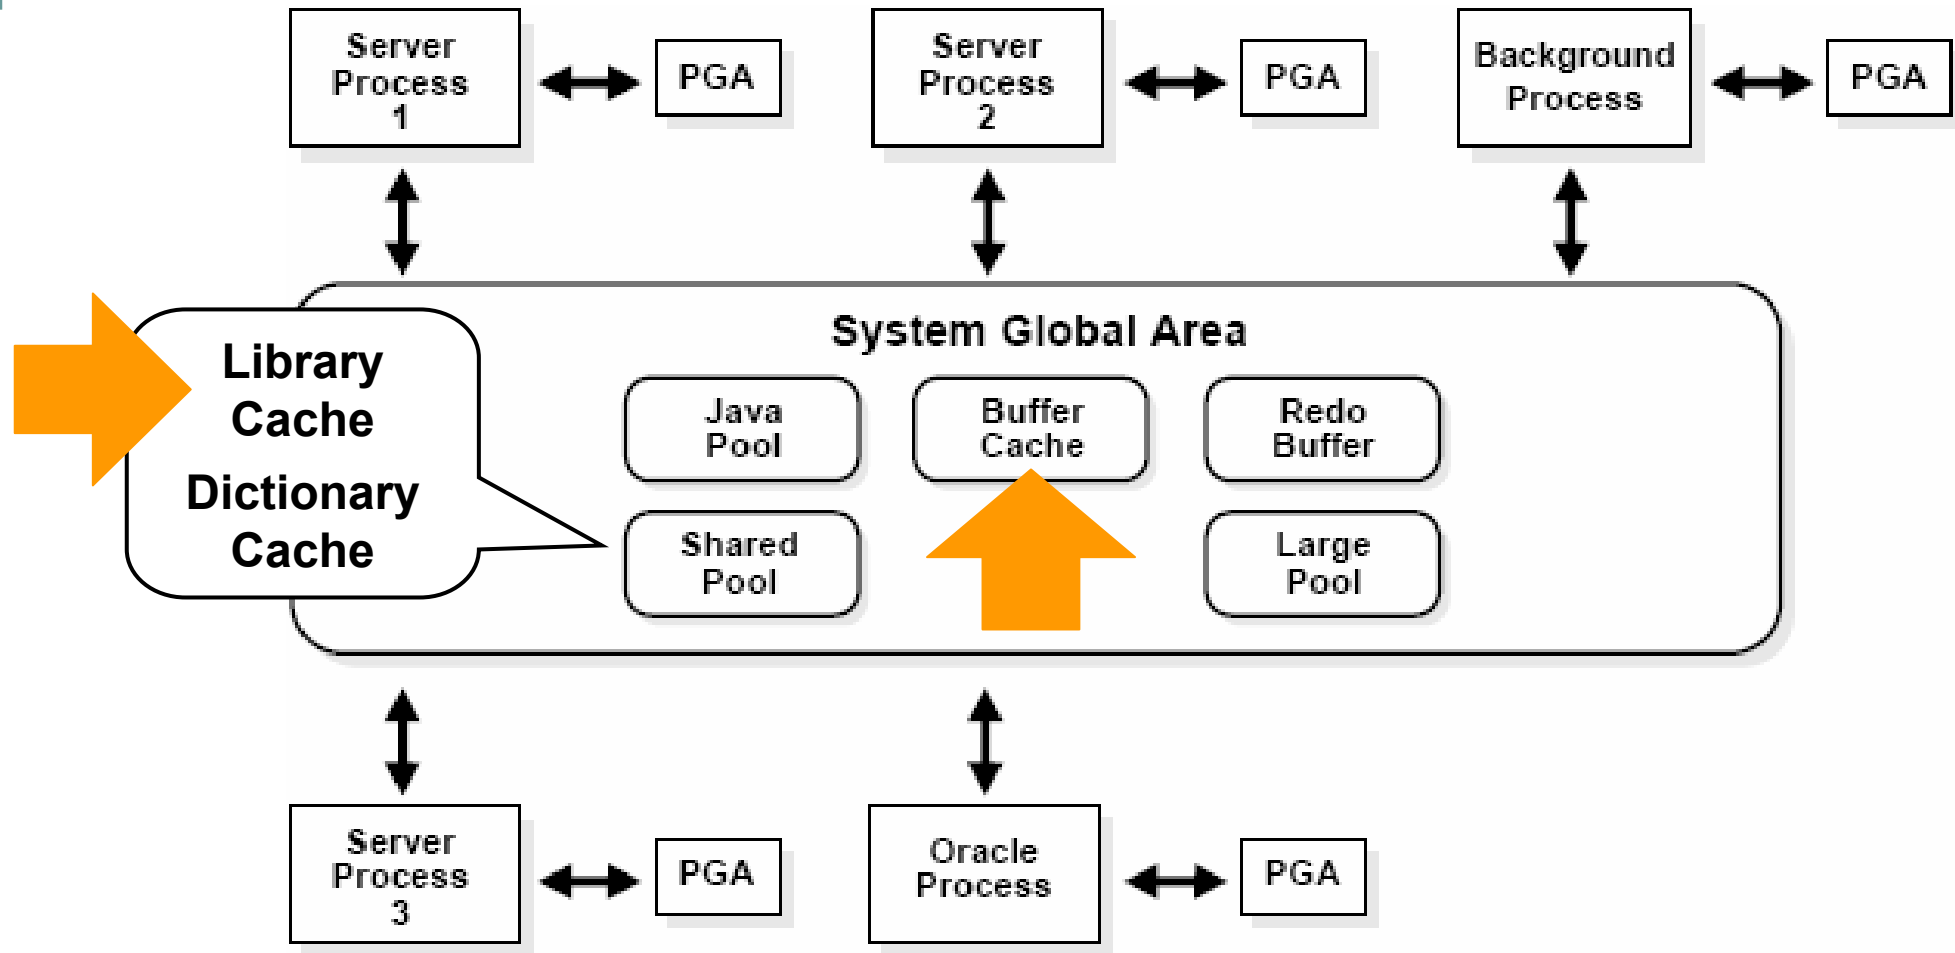 Server
Process
1
PGA
Server
Process
2
PGA
Background
Process
PGA
System Global Area
Library
Cache
Dictionary
Cache
Java
Pool
Buffer
Cache
Redo
Buffer
Shared
Pool
Large
Pool
Server
Process
3
PGA
Oracle
Process
PGA